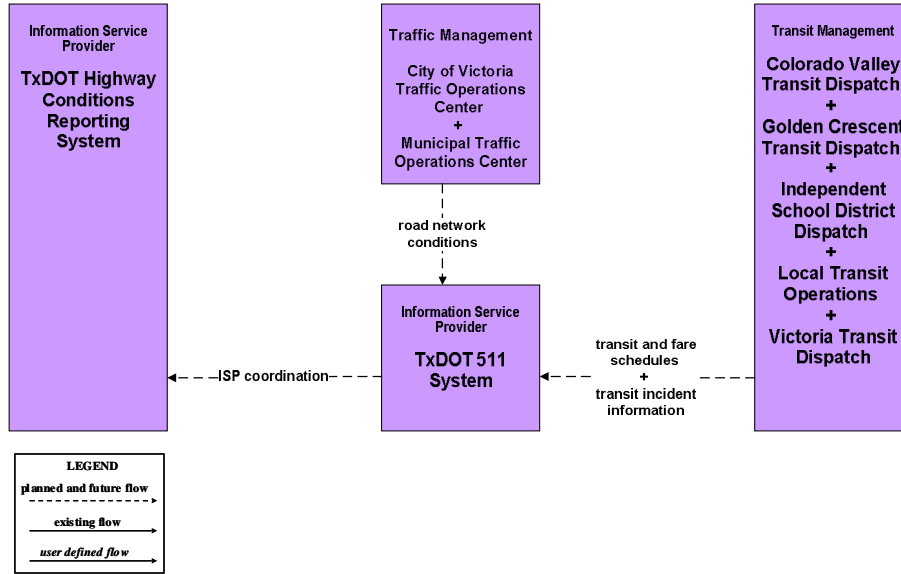 Information Service
Provider
TxDOT Highway
Conditions
Reporting
System
Traffic Management
City of Victoria
Traffic Operations
Center
+
Municipal Traffic
Operations Center
Transit Management
Colorado Valley
Transit Dispatch
+
Golden Crescent
Transit Dispatch
+
Independent
School District
Dispatch
+
Local Transit
Operations
+
Victoria Transit
Dispatch
road network
conditions
Information Service
Provider
TxDOT 511
System
transit and fare
schedules
+
transit incident
information
ISP coordination
LEGEND
planned and future flow
existing flow
user defined flow